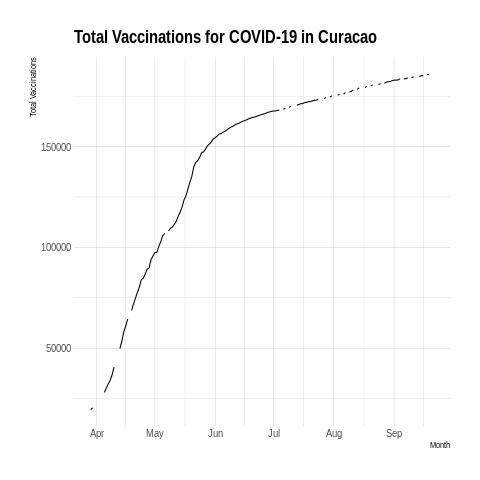 Total Vaccinations for COVID-19 in Curacao
Total Vaccinations
150000
100000
50000
Apr May Jun Jul Aug Sep
Month